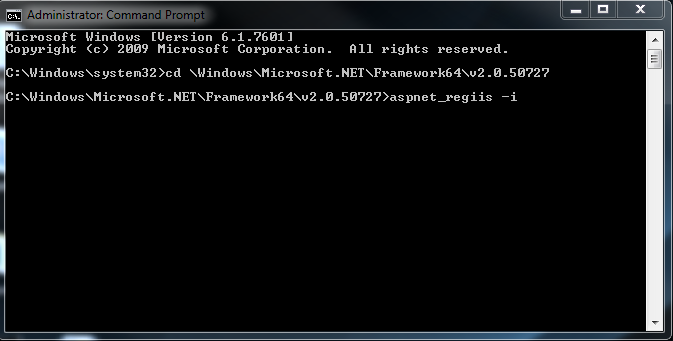 Administrator: Command Prompt
Microsoft Windows [Version 6.1.7601]
Copyright (c) 2009 Microsoft Corporation.  All rights reserved.
C:\Windows\system32>cd \Windows\Microsoft.NET\Framework64\v2.0.50727
C:\Windows\Microsoft.NET\Framework64\v2.0.50727>aspnet_regiis -i